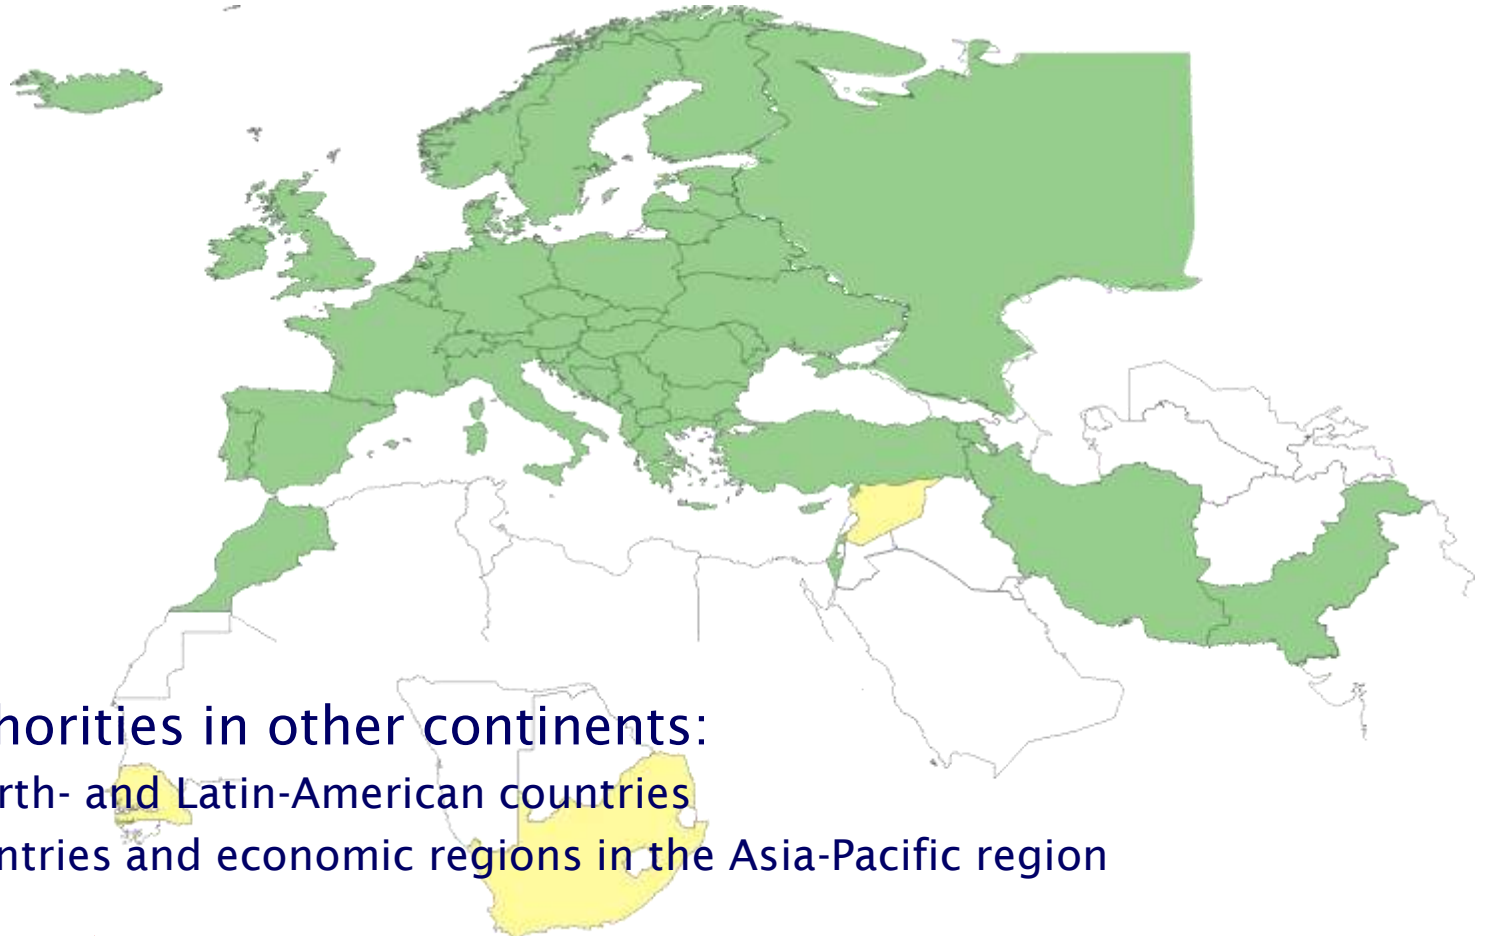 horities in other continents:
rth- and Latin-American countries
ntries and economic regions in the Asia-Pacific region